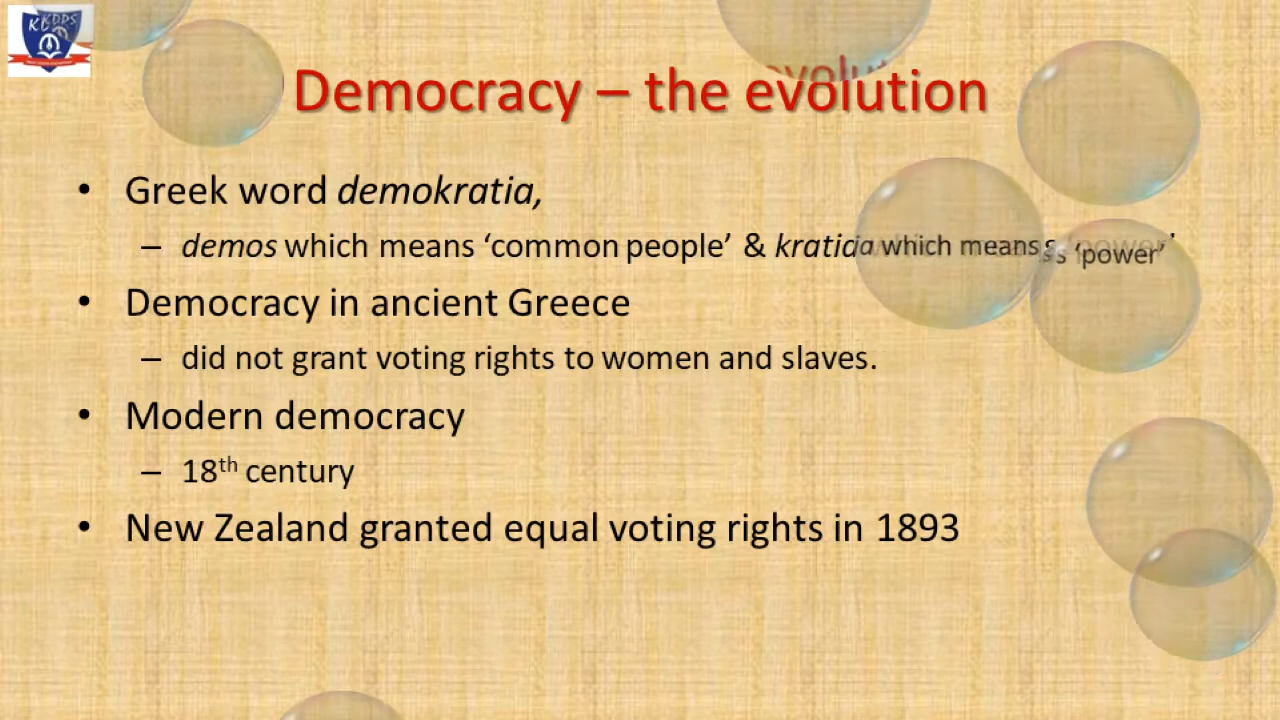 KBDPS
Democracy – the evolution
• Greek word demokratia,
– demos which means ‘common people’ & kratia which means ‘power’
• Democracy in ancient Greece
– did not grant voting rights to women and slaves.
• Modern democracy
– 18th century
• New Zealand granted equal voting rights in 1893